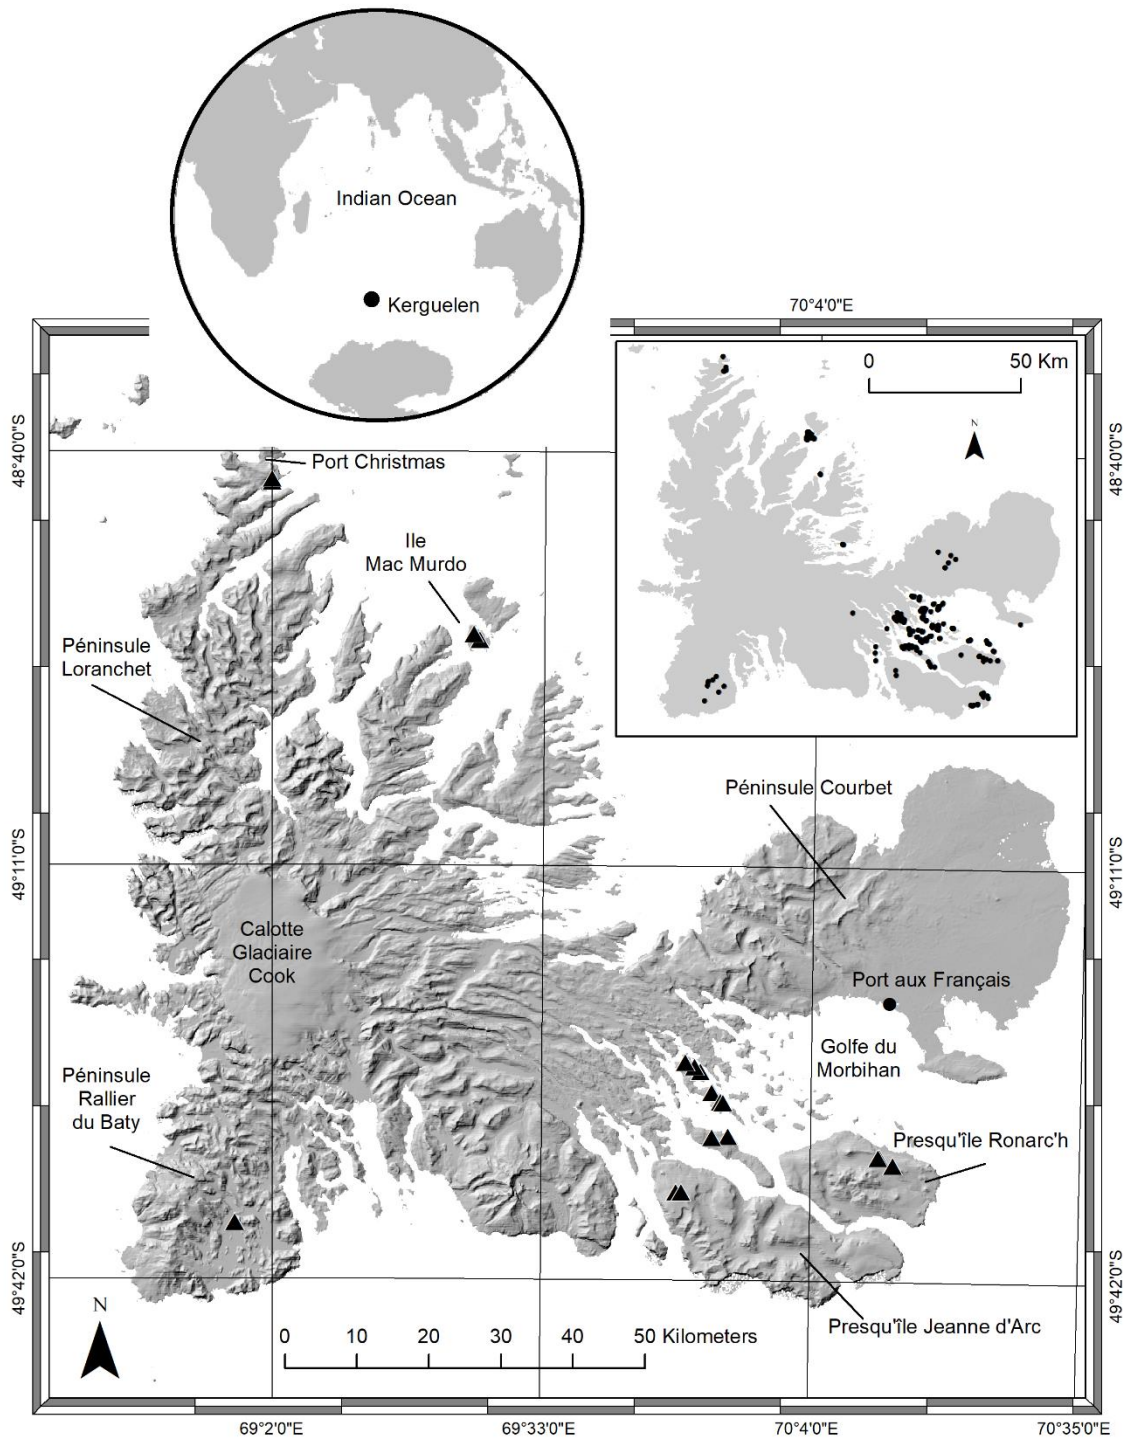 Indian Ocean
Kerguelen
70°4'0"E
0 50 Km
N
48°40'0"S
48°40'0"S
Port Christmas
Ile
Mac Murdo
Péninsule
Loranchet
Péninsule Courbet
49°11'0"S
49°11'0"S
Calotte
Glaciaire
Cook
Port aux Français
Golfe du
Morbihan
Péninsule
Rallier
du Baty
Presqu'île Ronarc'h
49°42'0"S
49°42'0"S
N
0 10 20 30 40 50 Kilometers
Presqu'île Jeanne d'Arc
69°2'0"E
69°33'0"E
70°4'0"E
70°35'0"E